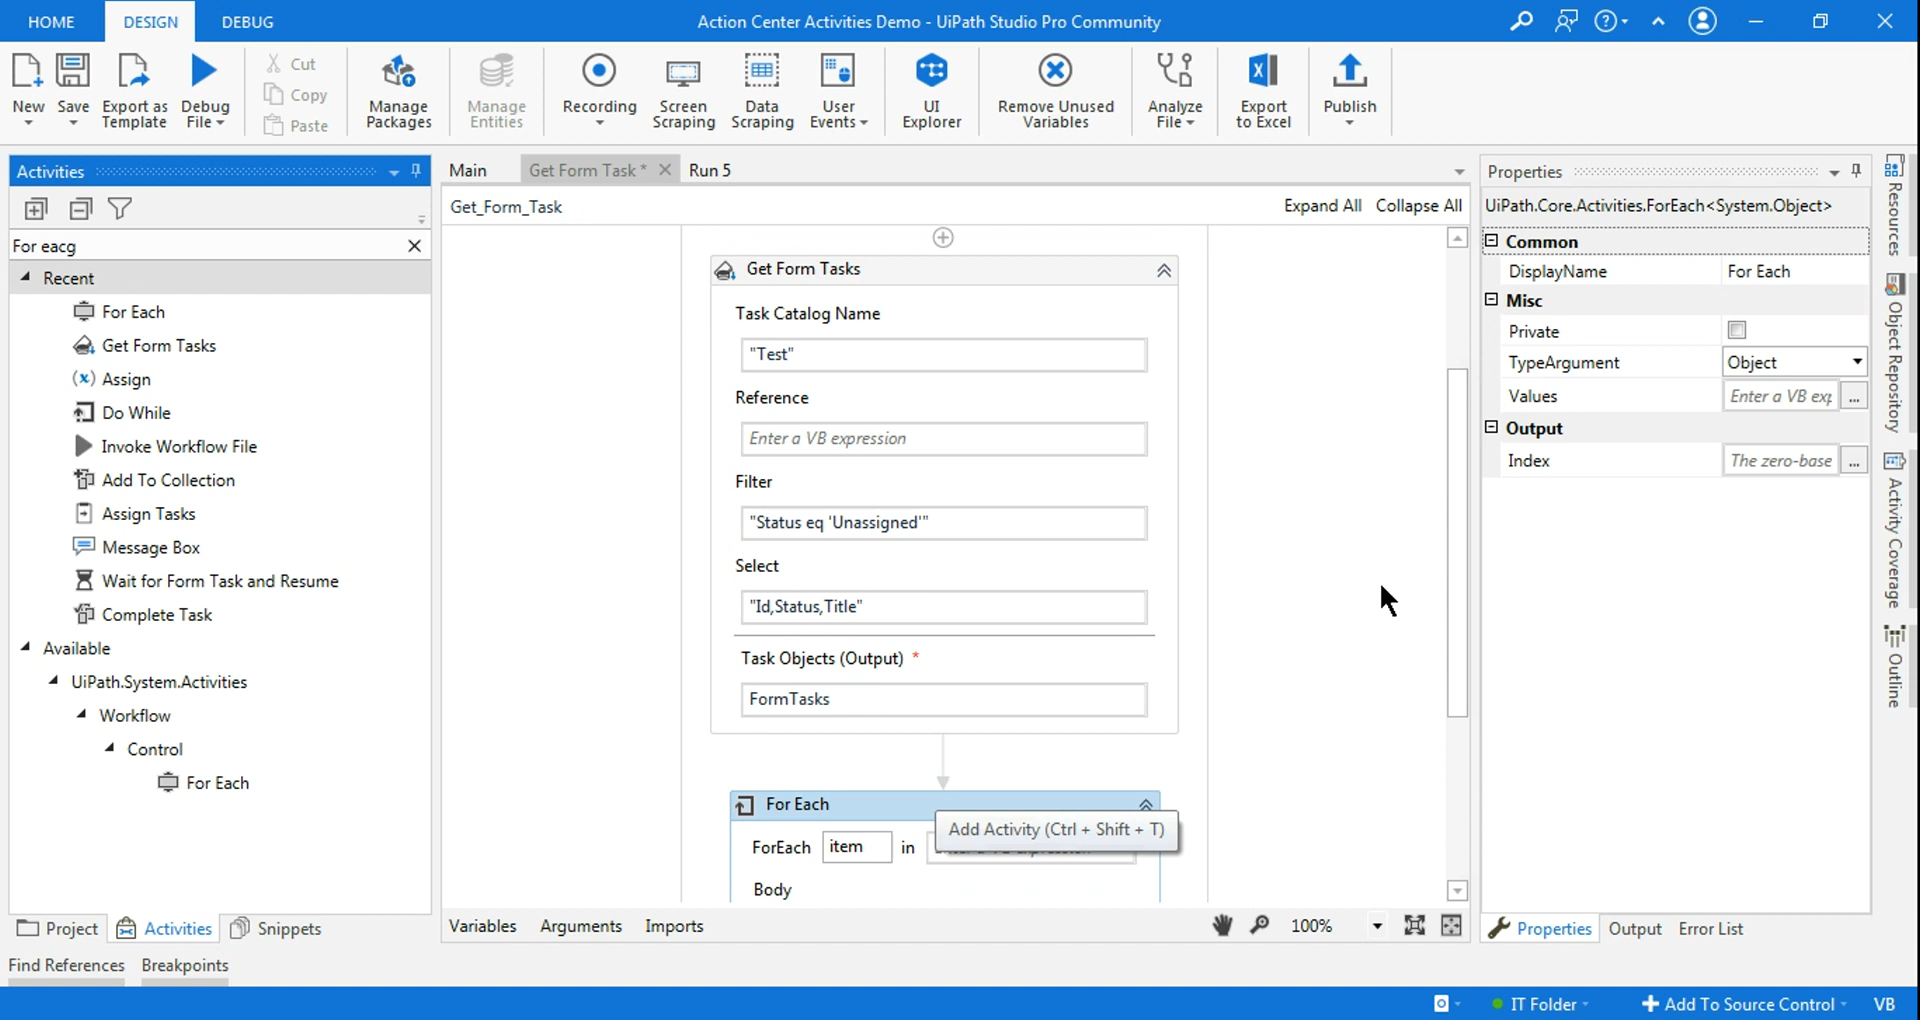 HOME DESIGN DEBUG Action Center Activities Demo - UiPath Studio Pro Community
New Save Export as Template Debug File Cut Copy Paste Manage Packages Manage Entities Recording Screen Scraping Data Scraping User Events UI Explorer Remove Unused Variables Analyze File Export to Excel Publish
Activities
For eacg
Recent
For Each
Get Form Tasks
Assign
Do While
Invoke Workflow File
Add To Collection
Assign Tasks
Message Box
Wait for Form Task and Resume
Complete Task
Available
UiPath.System.Activities
Workflow
Control
For Each
Project Activities Snippets
Main Get Form Task * Run 5
Get_Form_Task Expand All Collapse All
Get Form Tasks
Task Catalog Name
"Test"
Reference
Enter a VB expression
Filter
"Status eq 'Unassigned'"
Select
"Id,Status,Title"
Task Objects (Output) *
FormTasks
For Each
Add Activity (Ctrl + Shift + T)
ForEach item in
Body
Variables Arguments Imports 100%
Properties
UiPath.Core.Activities.ForEach<System.Object>
Common
DisplayName For Each
Misc
Private
TypeArgument Object
Values Enter a VB exp ...
Output
Index The zero-base ...
Properties Output Error List
Resources
Object Repository
Activity Coverage
Outline
Find References Breakpoints
IT Folder Add To Source Control VB